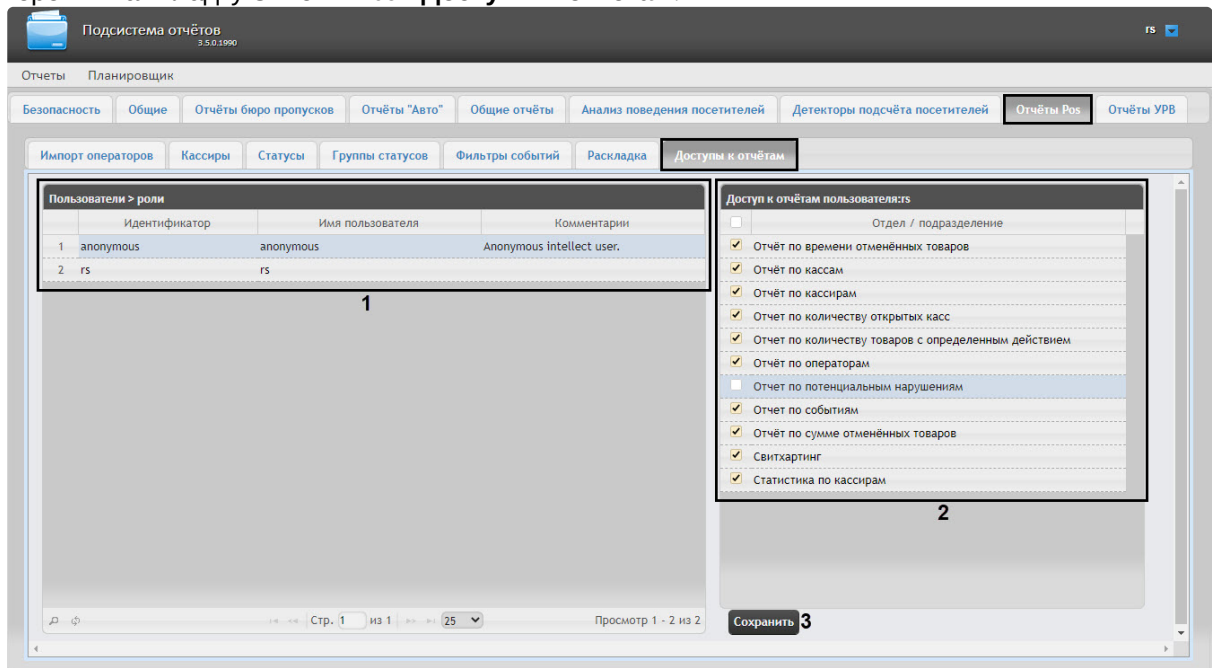 Подсистема отчётов
3.5.0.1990
rs
Отчеты Планировщик
Безопасность Общие Отчёты бюро пропусков Отчёты "Авто" Общие отчёты Анализ поведения посетителей Детекторы подсчёта посетителей Отчёты Pos Отчёты УРВ
Импорт операторов Кассиры Статусы Группы статусов Фильтры событий Раскладка Доступы к отчётам
Пользователи > роли
Идентификатор Имя пользователя Комментарии
1 anonymous anonymous Anonymous intellect user.
2 rs rs
1
Доступ к отчётам пользователя:rs
Отдел / подразделение
Отчёт по времени отменённых товаров
Отчёт по кассам
Отчёт по кассирам
Отчет по количеству открытых касс
Отчет по количеству товаров с определенным действием
Отчёт по операторам
Отчет по потенциальным нарушениям
Отчет по событиям
Отчёт по сумме отменённых товаров
Свитхартинг
Статистика по кассирам
2
Стр. 1 из 1 25 Просмотр 1 - 2 из 2
Сохранить 3